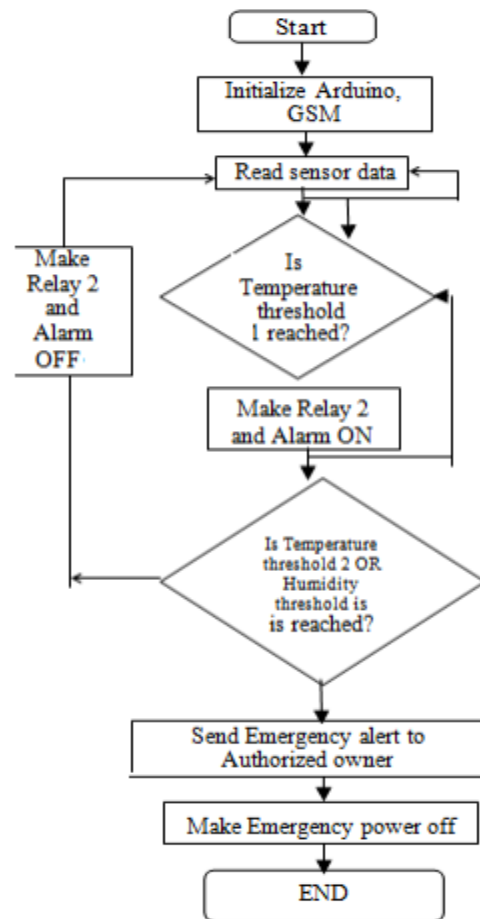 Start
Initialize Arduino,
GSM
Read sensor data
Make
Relay 2
and
Alarm
OFF
Is
Temperature
threshold
1 reached?
Make Relay 2
and Alarm ON
Is Temperature
threshold 2 OR
Humidity
threshold is
is reached?
Send Emergency alert to
Authorized owner
Make Emergency power off
END